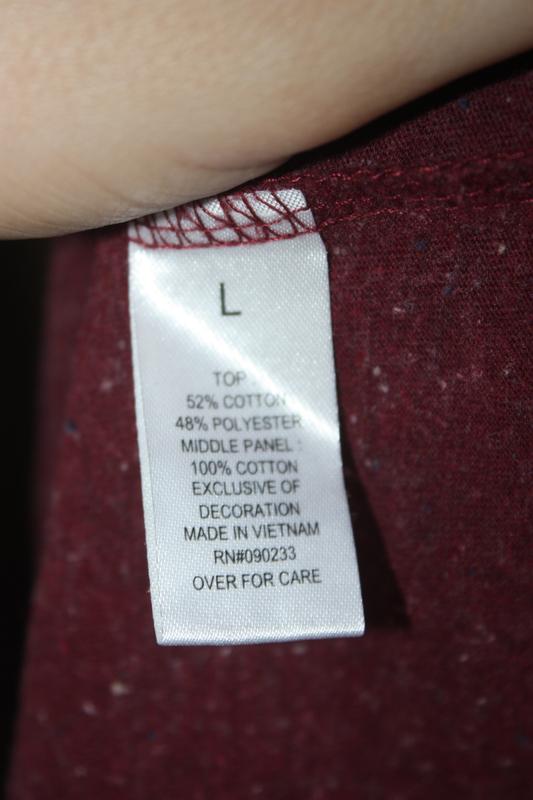 L
TOP :
52% COTTON
48% POLYESTER
MIDDLE PANEL :
100% COTTON
EXCLUSIVE OF
DECORATION
MADE IN VIETNAM
RN#090233
OVER FOR CARE